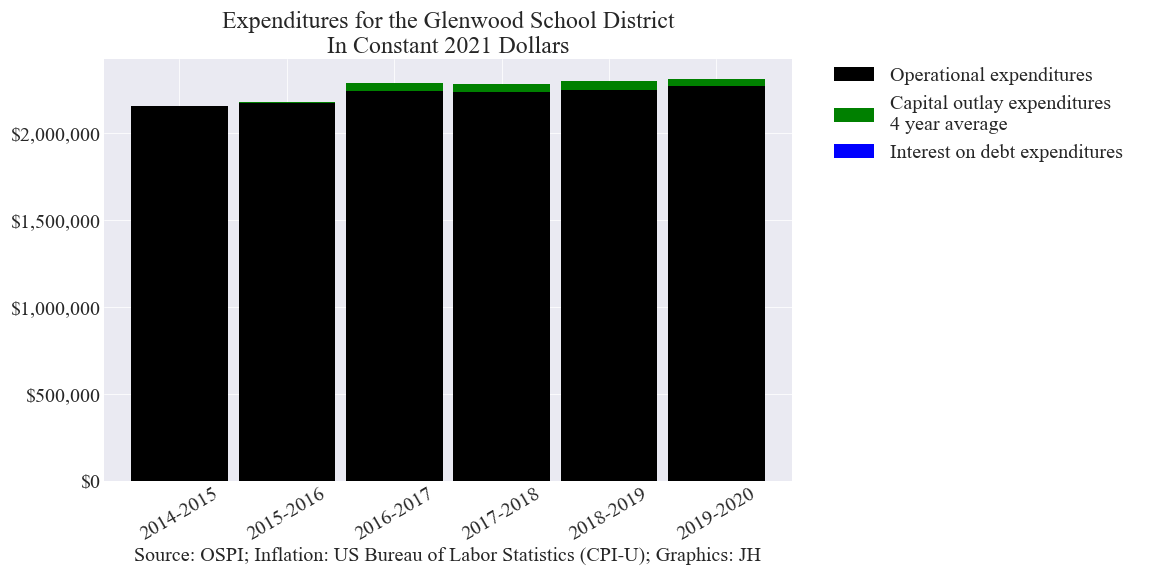 Expenditures for the Glenwood School District
In Constant 2021 Dollars
Operational expenditures
Capital outlay expenditures
4 year average
Interest on debt expenditures
$2,000,000
$1,500,000
$1,000,000
$500,000
$0
2014-2015
2015-2016
2016-2017
2017-2018
2018-2019
2019-2020
Source: OSPI; Inflation: US Bureau of Labor Statistics (CPI-U); Graphics: JH